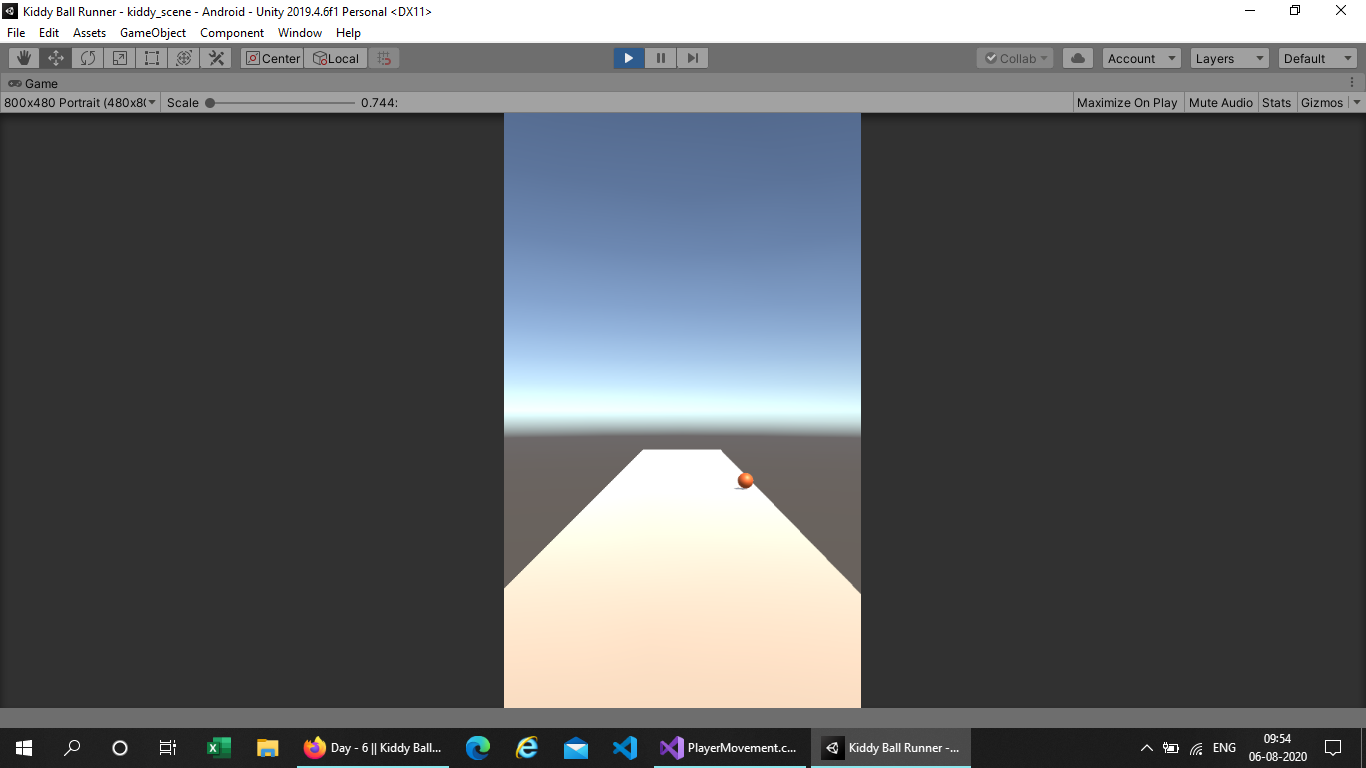 Kiddy Ball Runner - kiddy_scene - Android - Unity 2019.4.6f1 Personal <DX11>
File Edit Assets GameObject Component Window Help
Center Local Collab Account Layers Default
Game
800x480 Portrait (480x80 Scale 0.744: Maximize On Play Mute Audio Stats Gizmos
Day - 6 || Kiddy Ball... PlayerMovement.c... Kiddy Ball Runner -... ENG 09:54
06-08-2020